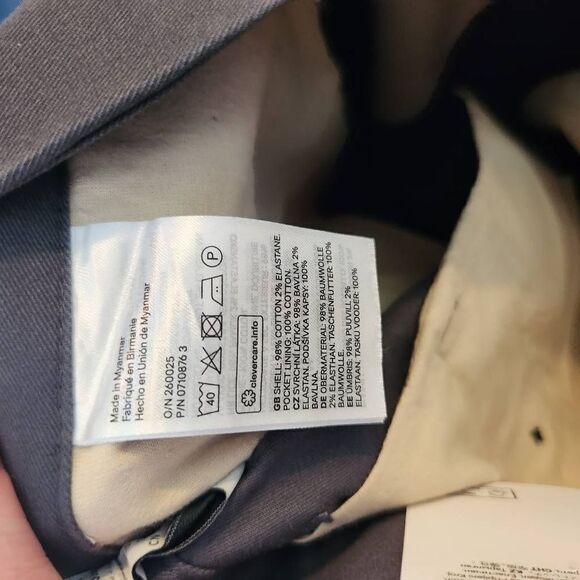 Made in Myanmar
Fabriqué en Birmanie
Hecho en Unión de Myanmar
O/N 260025
P/N 0710876 3
40
P
clevercare.info
GB SHELL: 98% COTTON 2% ELASTANE.
POCKET LINING: 100% COTTON.
CZ SVRCHNÍ LÁTKA: 98% BAVLNA 2%
ELASTAN. PODŠÍVKA KAPSY: 100%
BAVLNA.
DE OBERMATERIAL: 98% BAUMWOLLE
2% ELASTHAN. TASCHENFUTTER: 100%
BAUMWOLLE.
EE ÜMBRIS: 98% PUUVILL 2%
ELASTAAN. TASKU VOODER: 100%